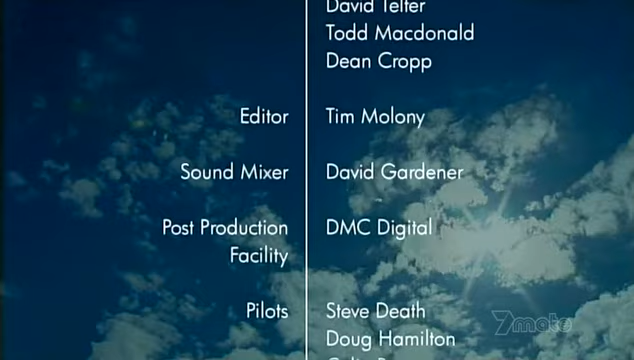 David Telfer
Todd Macdonald
Dean Cropp
Editor Tim Molony
Sound Mixer David Gardener
Post Production DMC Digital
Facility
Pilots Steve Death
Doug Hamilton
7mate